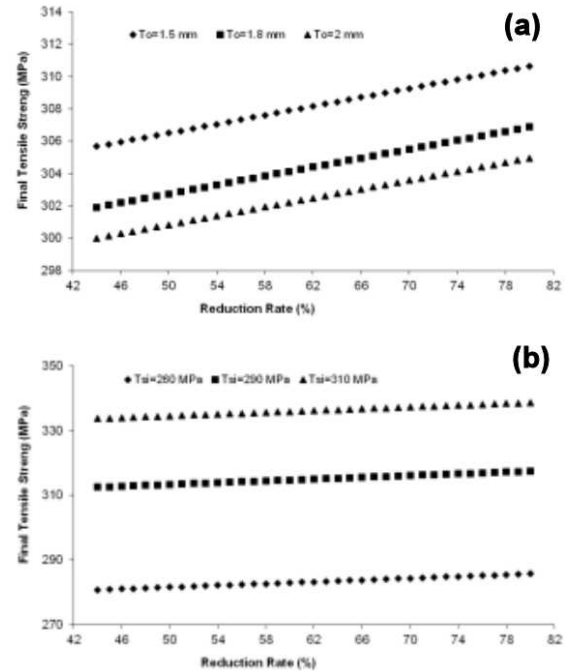 (a)
To=1.5 mm To=1.8 mm To=2 mm
Final Tensile Streng (MPa)
314
312
310
308
306
304
302
300
298
42 46 50 54 58 62 66 70 74 78 82
Reduction Rate (%)
(b)
Tsi=260 MPa Tsi=290 MPa Tsi=310 MPa
Final Tensile Streng (MPa)
350
330
310
290
270
42 46 50 54 58 62 66 70 74 78 82
Reduction Rate (%)